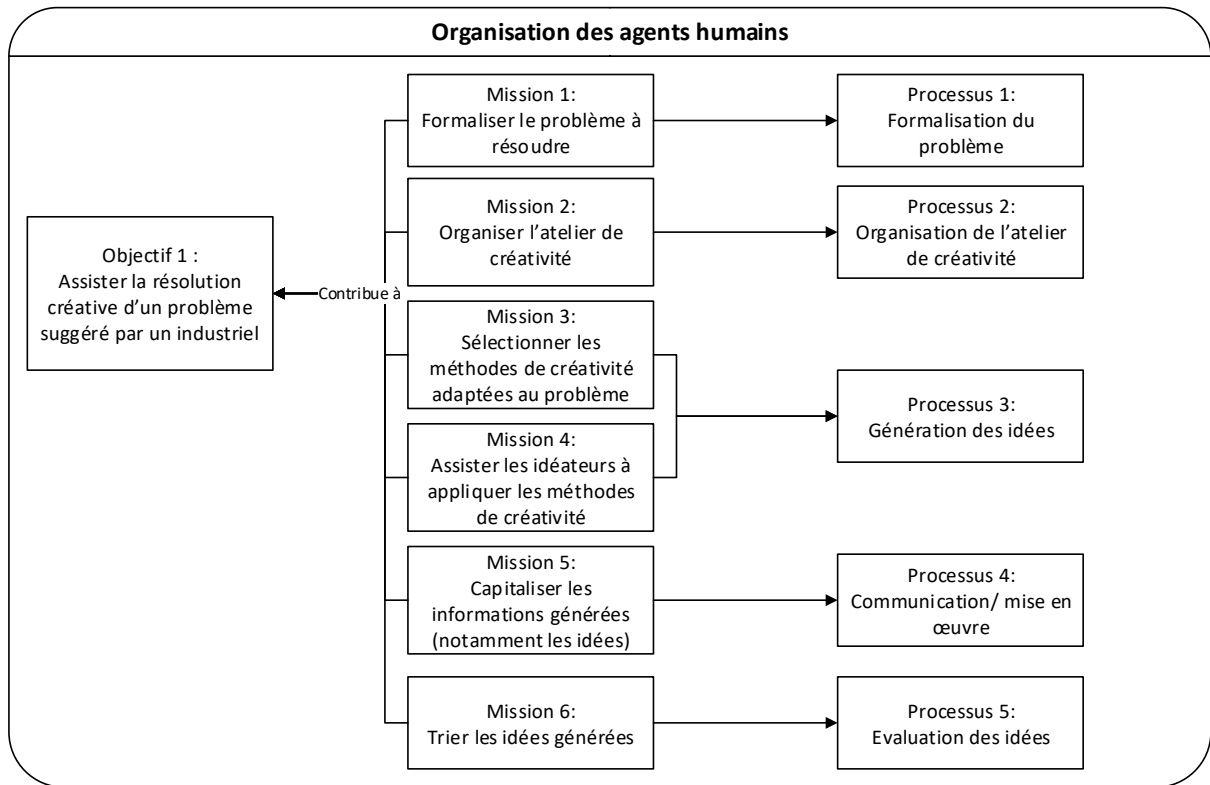 Organisation des agents humains
Mission 1:
Formaliser le problème à
résoudre
Processus 1:
Formalisation du
problème
Mission 2:
Organiser l’atelier de
créativité
Processus 2:
Organisation de l’atelier
de créativité
Objectif 1 :
Assister la résolution
créative d’un problème
suggéré par un industriel
Contribue à
Mission 3:
Sélectionner les
méthodes de créativité
adaptées au problème
Mission 4:
Assister les idéateurs à
appliquer les méthodes
de créativité
Processus 3:
Génération des idées
Mission 5:
Capitaliser les
informations générées
(notamment les idées)
Processus 4:
Communication/ mise en
œuvre
Mission 6:
Trier les idées générées
Processus 5:
Evaluation des idées